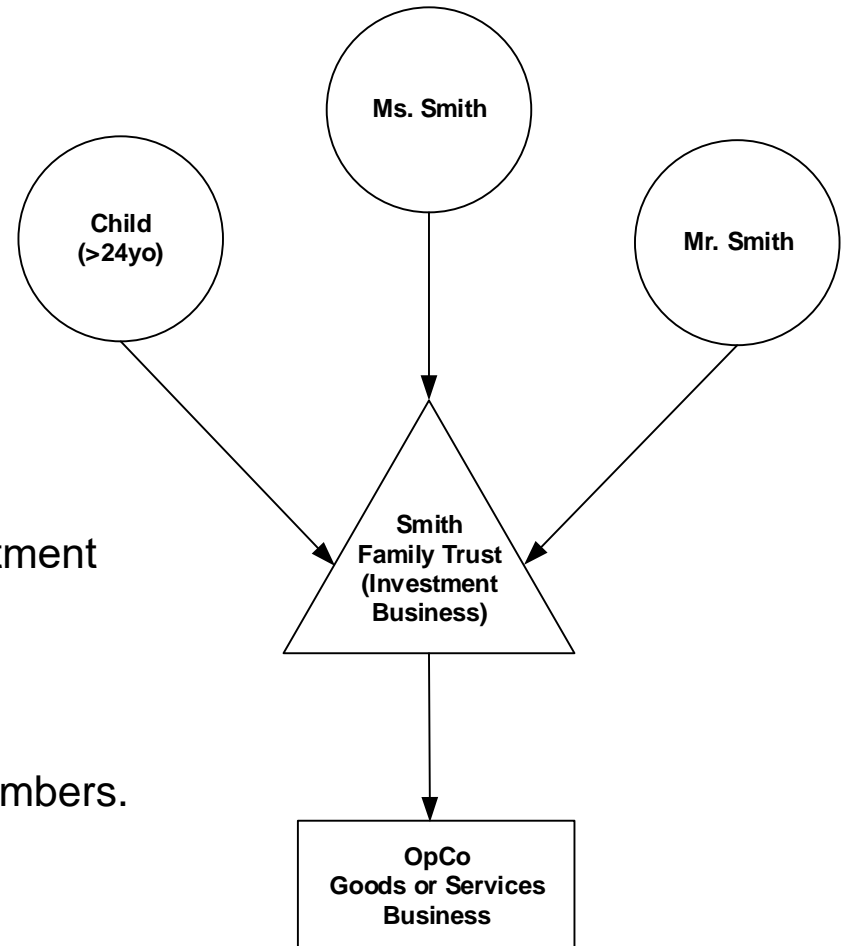 Ms. Smith
Child
(>24yo)
Mr. Smith
Smith
Family Trust
(Investment
Business)
tment
mbers.
OpCo
Goods or Services
Business